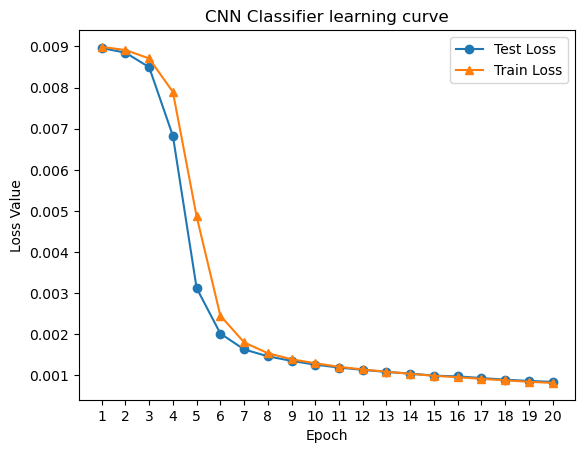 CNN Classifier learning curve
Test Loss
Train Loss
Loss Value
0.009
0.008
0.007
0.006
0.005
0.004
0.003
0.002
0.001
1 2 3 4 5 6 7 8 9 10 11 12 13 14 15 16 17 18 19 20
Epoch